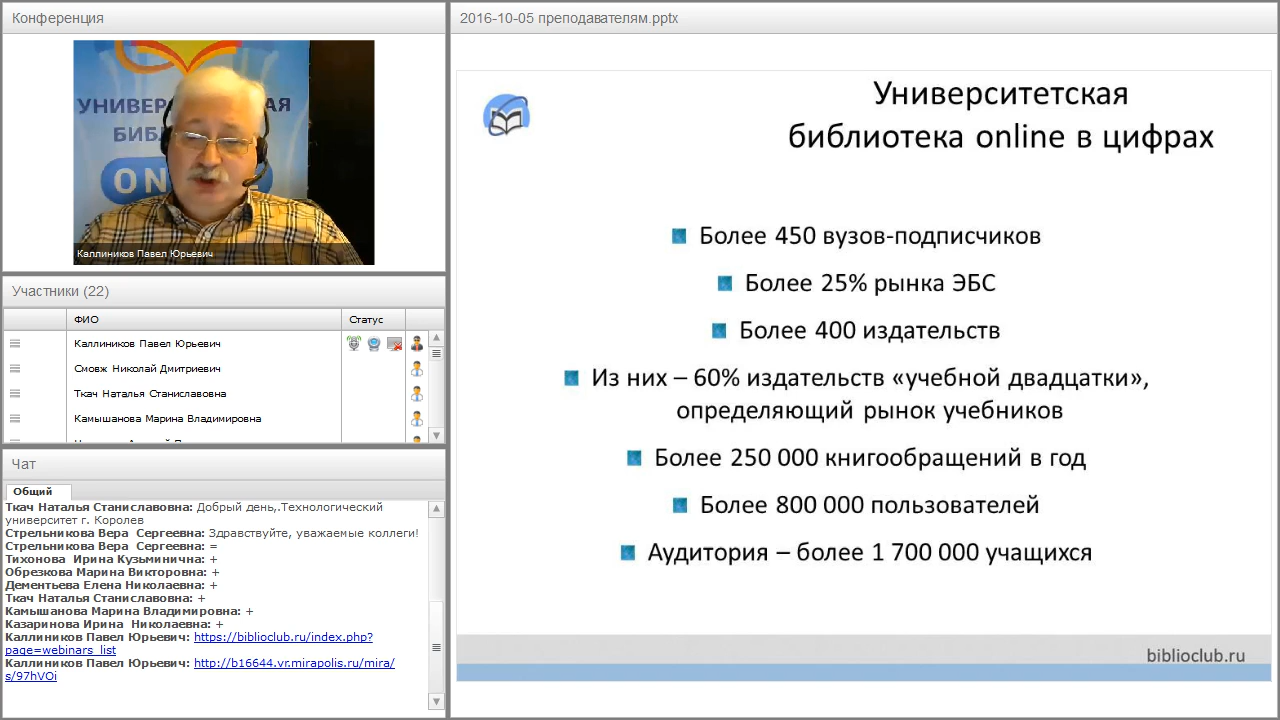 Конференция
УНИВЕР
КАЯ
БИБЛ
ON
Каллиников Павел Юрьевич
Участники (22)
ФИО
Статус
Каллиников Павел Юрьевич
Смовж Николай Дмитриевич
Ткач Наталья Станиславовна
Камышанова Марина Владимировна
Чат
Общий
Ткач Наталья Станиславовна: Добрый день,.Технологический
университет г. Королев
Стрельникова Вера Сергеевна: Здравствуйте, уважаемые коллеги!
Стрельникова Вера Сергеевна: =
Тихонова Ирина Кузьминична: +
Обрезкова Марина Викторовна: +
Дементьева Елена Николаевна: +
Ткач Наталья Станиславовна: +
Камышанова Марина Владимировна: +
Казаринова Ирина Николаевна: +
Каллиников Павел Юрьевич: https://biblioclub.ru/index.php?
page=webinars_list
Каллиников Павел Юрьевич: http://b16644.vr.mirapolis.ru/mira/
s/97hVOi
2016-10-05 преподавателям.pptx
Университетская
библиотека online в цифрах
Более 450 вузов-подписчиков
Более 25% рынка ЭБС
Более 400 издательств
Из них – 60% издательств «учебной двадцатки»,
определяющий рынок учебников
Более 250 000 книгообращений в год
Более 800 000 пользователей
Аудитория – более 1 700 000 учащихся
biblioclub.ru